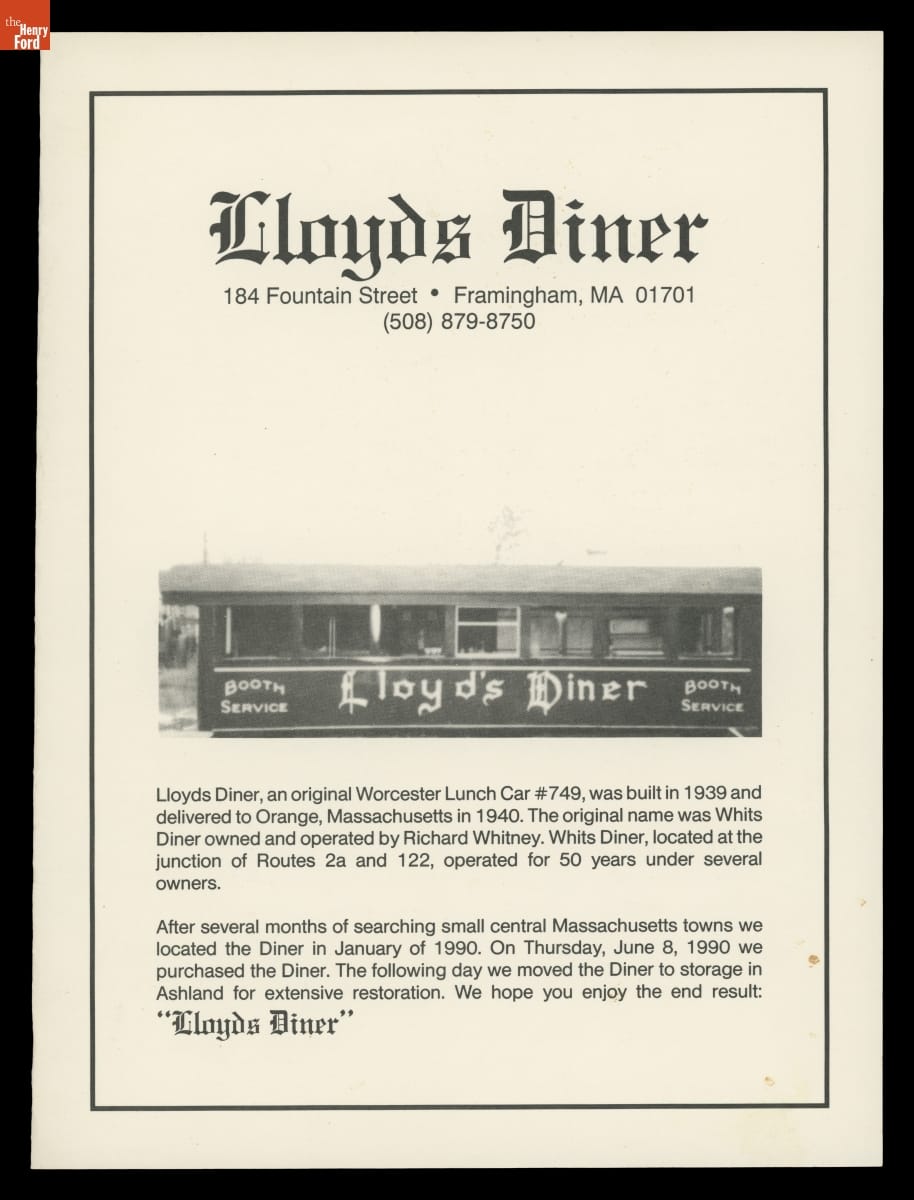 the
Henry
Ford
Lloyds Diner
184 Fountain Street • Framingham, MA 01701
(508) 879-8750
BOOTH
SERVICE
Lloyd's Diner
BOOTH
SERVICE
Lloyds Diner, an original Worcester Lunch Car #749, was built in 1939 and
delivered to Orange, Massachusetts in 1940. The original name was Whits
Diner owned and operated by Richard Whitney. Whits Diner, located at the
junction of Routes 2a and 122, operated for 50 years under several
owners.
After several months of searching small central Massachusetts towns we
located the Diner in January of 1990. On Thursday, June 8, 1990 we
purchased the Diner. The following day we moved the Diner to storage in
Ashland for extensive restoration. We hope you enjoy the end result:
“Lloyds Diner”